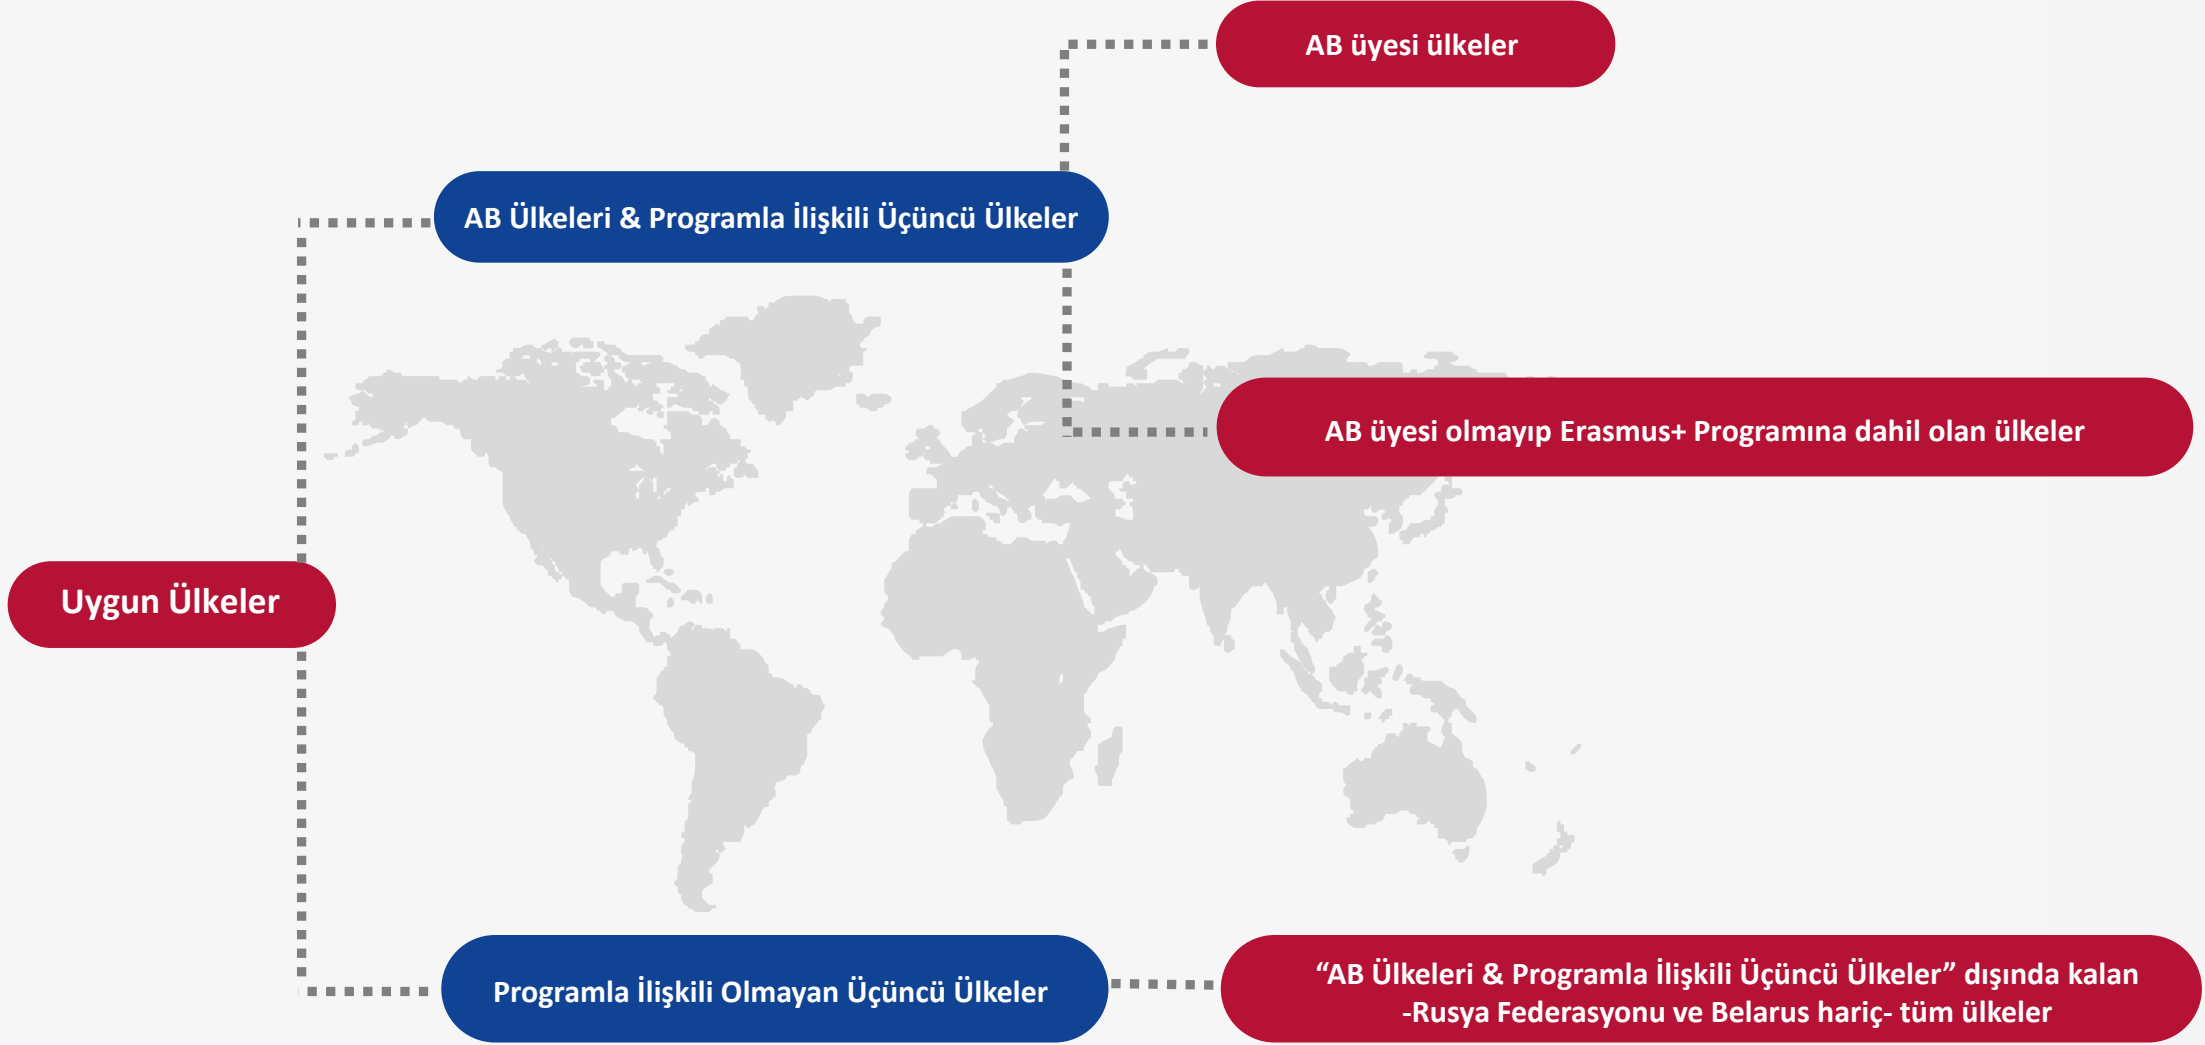 AB üyesi ülkeler
AB Ülkeleri & Programla İlişkili Üçüncü Ülkeler
AB üyesi olmayıp Erasmus+ Programına dahil olan ülkeler
Uygun Ülkeler
Programla İlişkili Olmayan Üçüncü Ülkeler
“AB Ülkeleri & Programla İlişkili Üçüncü Ülkeler” dışında kalan
-Rusya Federasyonu ve Belarus hariç- tüm ülkeler